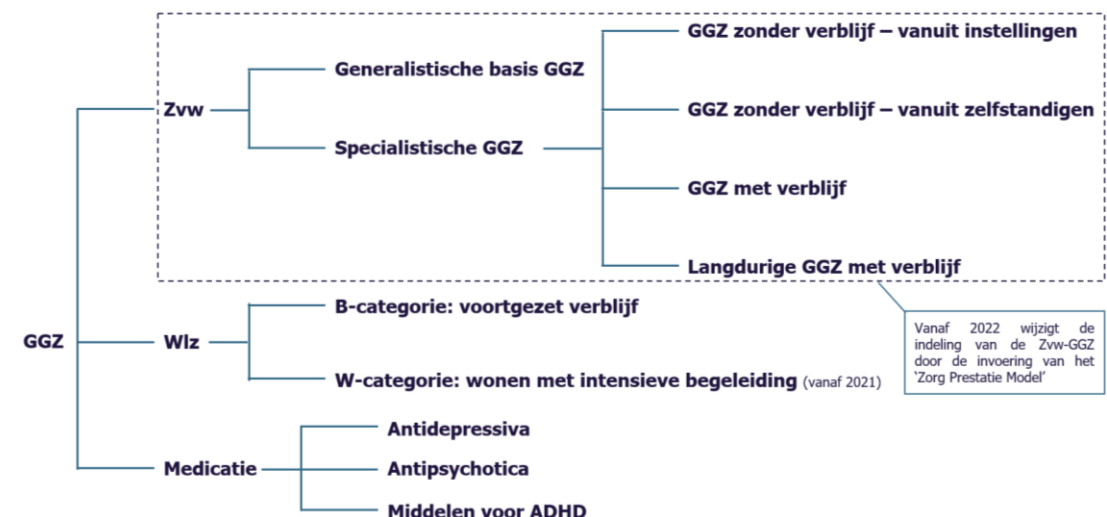 GGZ zonder verblijf – vanuit instellingen
Generalistische basis GGZ
Zvw
GGZ zonder verblijf – vanuit zelfstandigen
Specialistische GGZ
GGZ met verblijf
Langdurige GGZ met verblijf
B-categorie: voortgezet verblijf
Vanaf 2022 wijzigt de
indeling van de Zvw-GGZ
door de invoering van het
‘Zorg Prestatie Model’
GGZ
Wlz
W-categorie: wonen met intensieve begeleiding (vanaf 2021)
Antidepressiva
Medicatie
Antipsychotica
Middelen voor ADHD